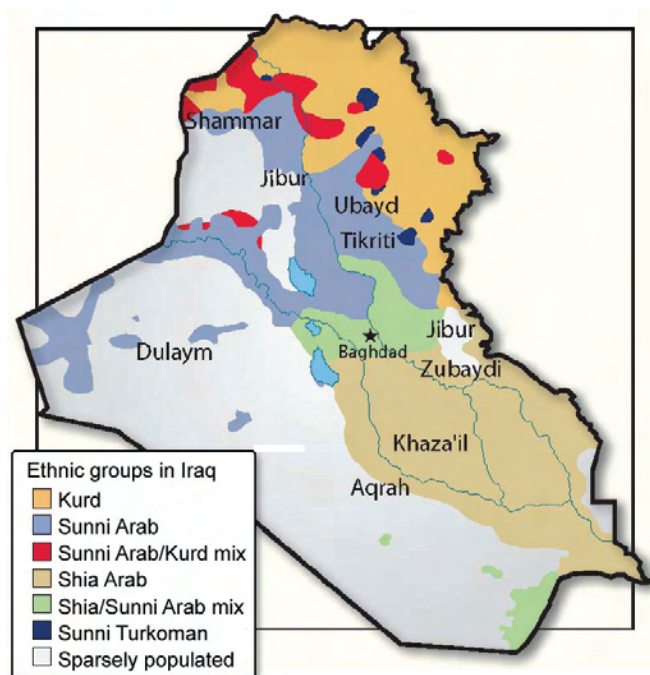 Shammar
Jibur
Ubayd
Tikriti
Jibur
Dulaym
Baghdad
Zubaydi
Khaza'il
Aqrah
Ethnic groups in Iraq
Kurd
Sunni Arab
Sunni Arab/Kurd mix
Shia Arab
Shia/Sunni Arab mix
Sunni Turkoman
Sparsely populated